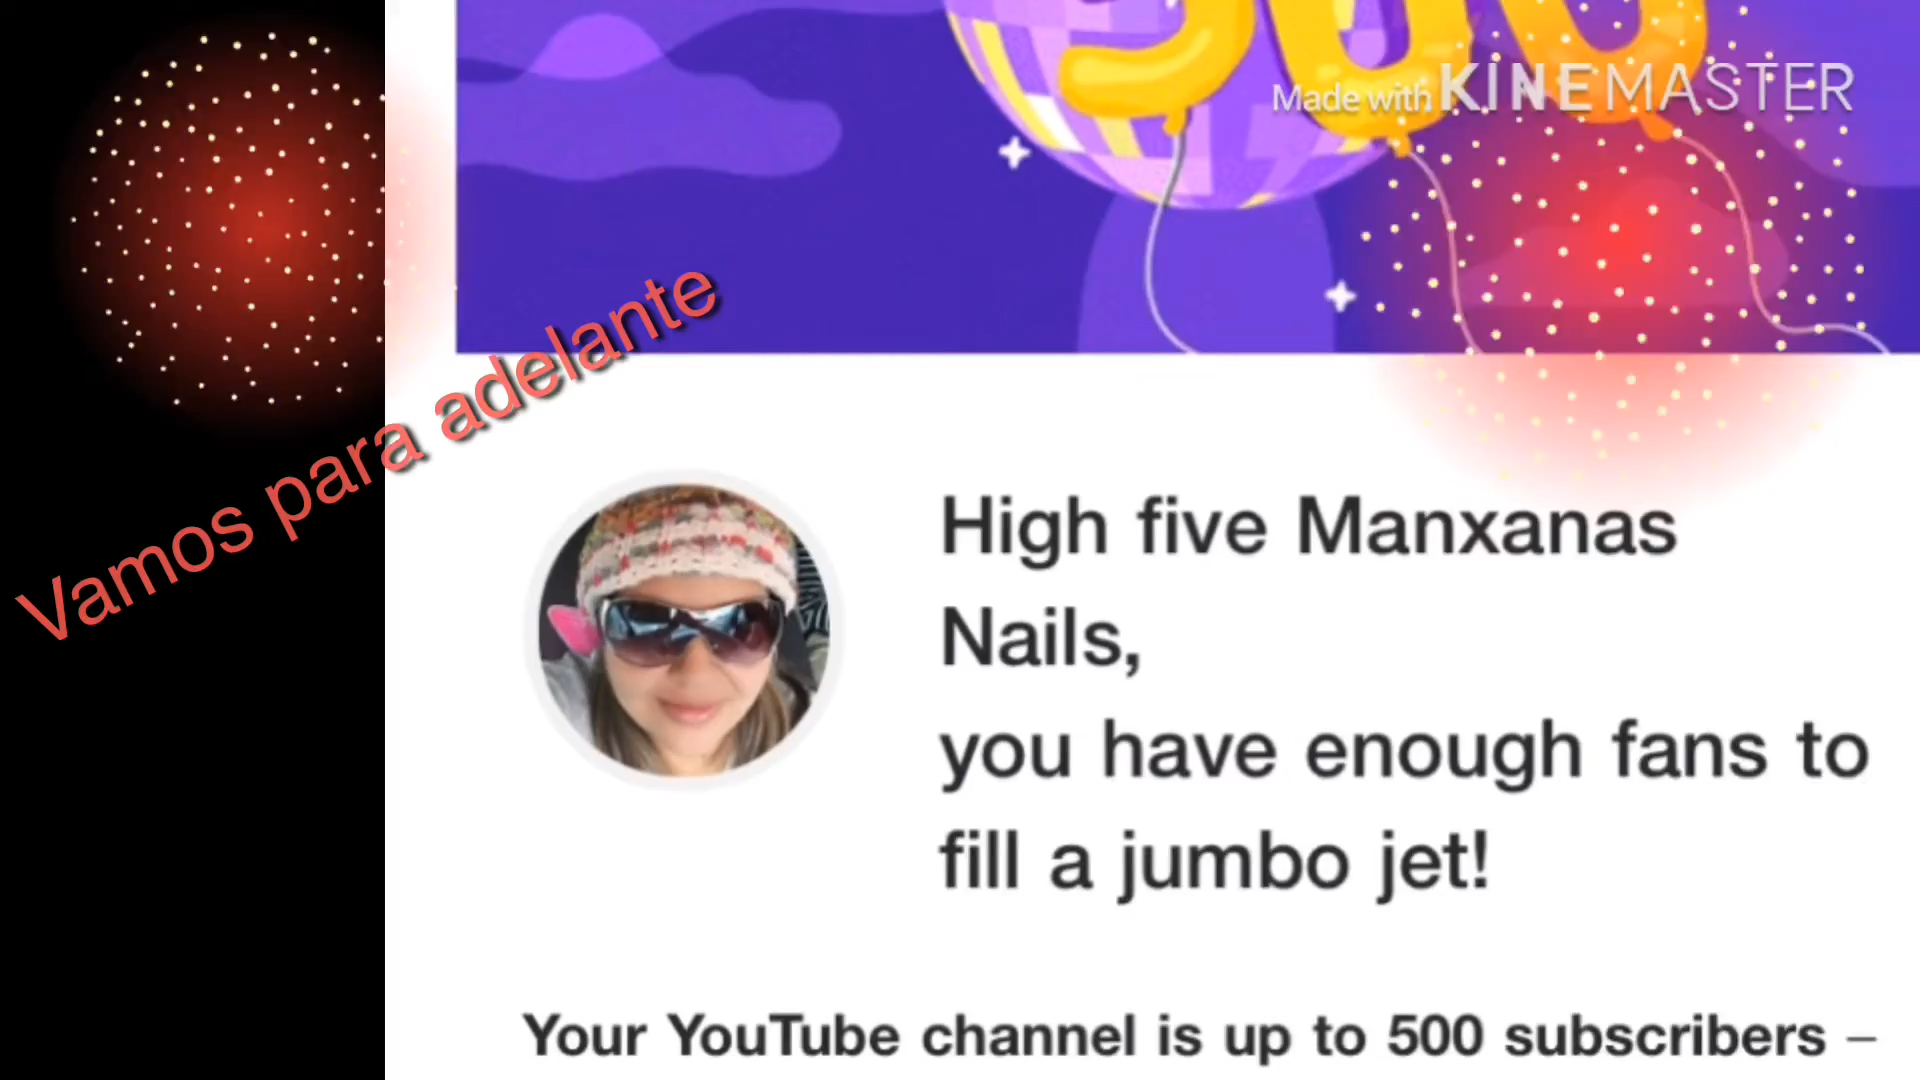 500
Made with KINEMASTER
Vamos para adelante
High five Manxanas
Nails,
you have enough fans to
fill a jumbo jet!
Your YouTube channel is up to 500 subscribers –